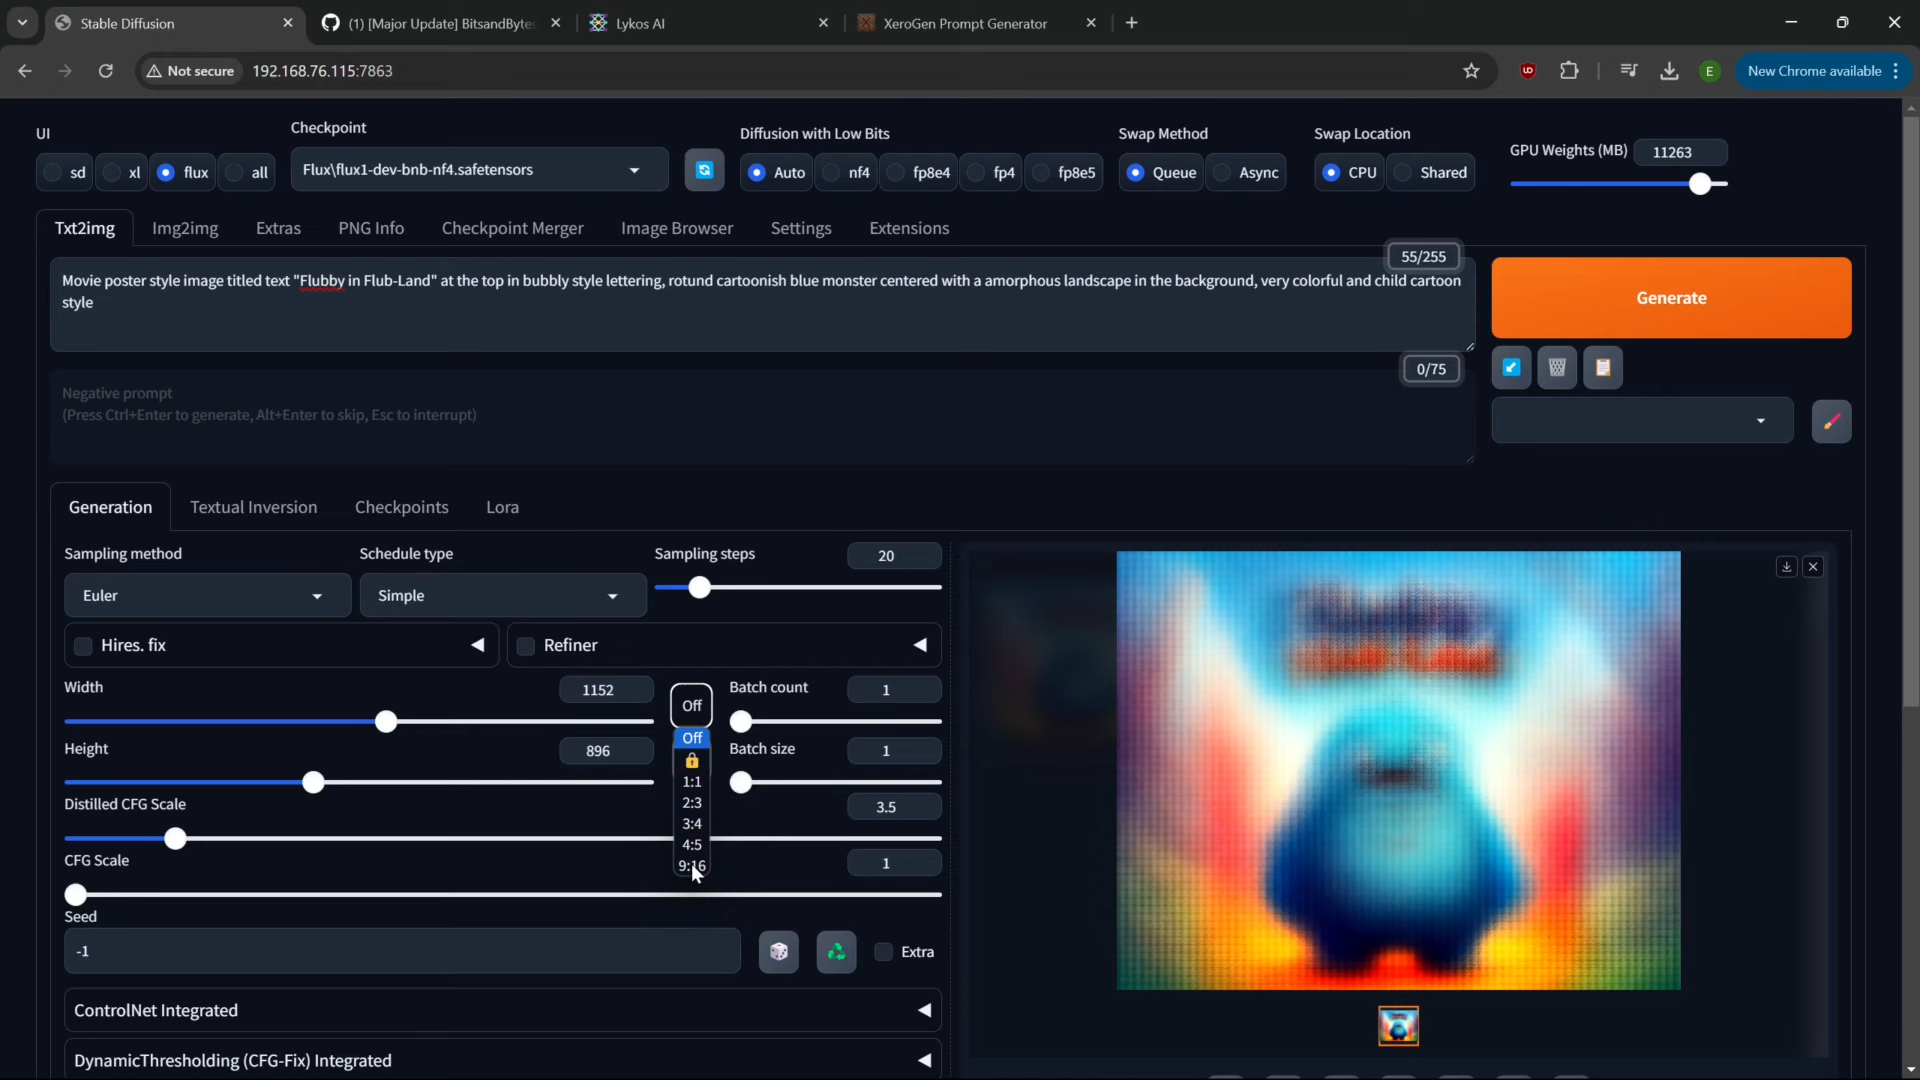 Stable Diffusion
(1) [Major Update] BitsandByte
Lykos AI
XeroGen Prompt Generator
Not secure
192.168.76.115:7863
E
New Chrome available
UI
sd
xl
flux
all
Checkpoint
Flux\flux1-dev-bnb-nf4.safetensors
Diffusion with Low Bits
Auto
nf4
fp8e4
fp4
fp8e5
Swap Method
Queue
Async
Swap Location
CPU
Shared
GPU Weights (MB)
11263
Txt2img
Img2img
Extras
PNG Info
Checkpoint Merger
Image Browser
Settings
Extensions
55/255
Movie poster style image titled text "Flubby in Flub-Land" at the top in bubbly style lettering, rotund cartoonish blue monster centered with a amorphous landscape in the background, very colorful and child cartoon
style
Generate
0/75
Negative prompt
(Press Ctrl+Enter to generate, Alt+Enter to skip, Esc to interrupt)
Generation
Textual Inversion
Checkpoints
Lora
Sampling method
Euler
Schedule type
Simple
Sampling steps
20
Hires. fix
Refiner
Width
1152
Height
896
Off
Off
1:1
2:3
3:4
4:5
9:16
Batch count
1
Batch size
1
Distilled CFG Scale
3.5
CFG Scale
1
Seed
-1
Extra
ControlNet Integrated
DynamicThresholding (CFG-Fix) Integrated